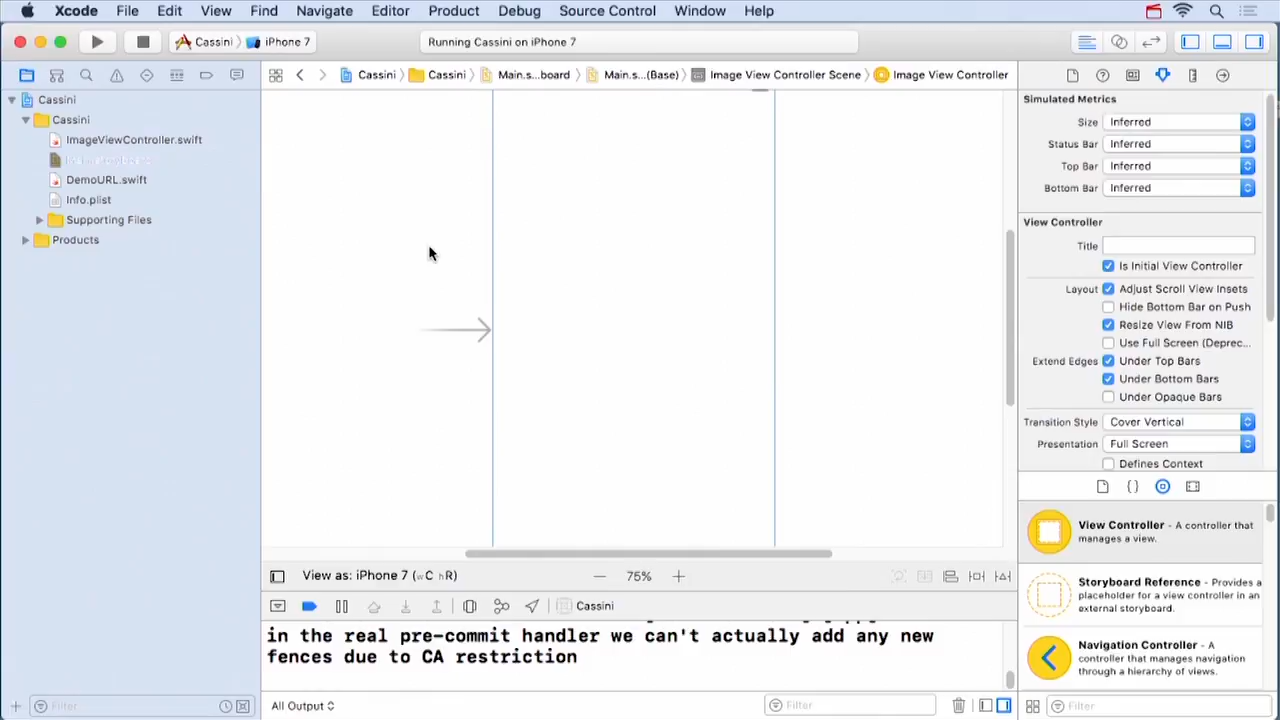 Xcode File Edit View Find Navigate Editor Product Debug Source Control Window Help
Cassini iPhone 7 Running Cassini on iPhone 7
Cassini Cassini Main.s...board Main.s...(Base) Image View Controller Scene Image View Controller
Cassini
Cassini
ImageViewController.swift
DemoURL.swift
Info.plist
Supporting Files
Products
Filter
View as: iPhone 7 (wC hR)
75%
Cassini
in the real pre-commit handler we can't actually add any new
fences due to CA restriction
All Output
Filter
Simulated Metrics
Size Inferred
Status Bar Inferred
Top Bar Inferred
Bottom Bar Inferred
View Controller
Title
Is Initial View Controller
Layout Adjust Scroll View Insets
Hide Bottom Bar on Push
Resize View From NIB
Use Full Screen (Deprec...
Extend Edges Under Top Bars
Under Bottom Bars
Under Opaque Bars
Transition Style Cover Vertical
Presentation Full Screen
Defines Context
View Controller - A controller that
manages a view.
Storyboard Reference - Provides a
placeholder for a view controller in an
external storyboard.
Navigation Controller - A
controller that manages navigation
through a hierarchy of views.
Filter